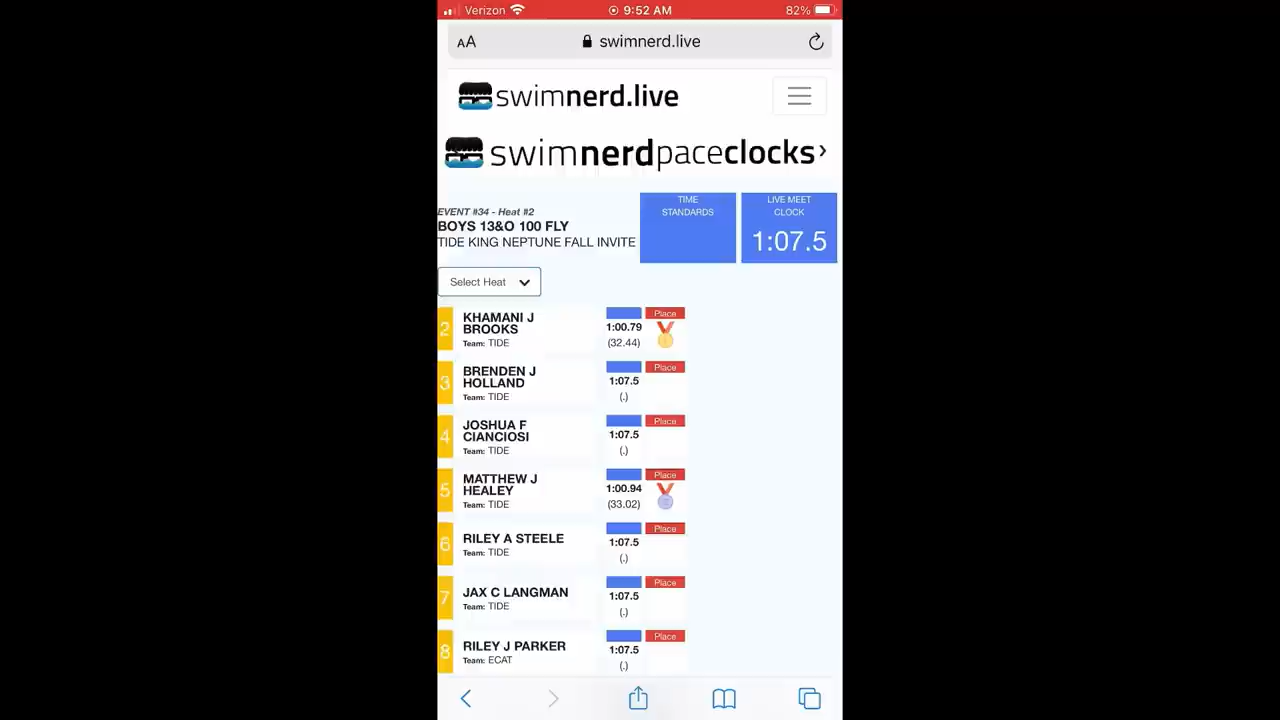 Verizon 9:52 AM 82%
AA swimnerd.live
swimnerd.live
swimnerdpaceclocks›
EVENT #34 - Heat #2
BOYS 13&O 100 FLY
TIDE KING NEPTUNE FALL INVITE
TIME
STANDARDS
LIVE MEET
CLOCK
1:07.5
Select Heat
2
KHAMANI J
BROOKS
Team: TIDE
1:00.79
(32.44)
Place
3
BRENDEN J
HOLLAND
Team: TIDE
1:07.5
(.)
Place
4
JOSHUA F
CIANCIOSI
Team: TIDE
1:07.5
(.)
Place
5
MATTHEW J
HEALEY
Team: TIDE
1:00.94
(33.02)
Place
6
RILEY A STEELE
Team: TIDE
1:07.5
(.)
Place
7
JAX C LANGMAN
Team: TIDE
1:07.5
(.)
Place
8
RILEY J PARKER
Team: ECAT
1:07.5
(.)
Place